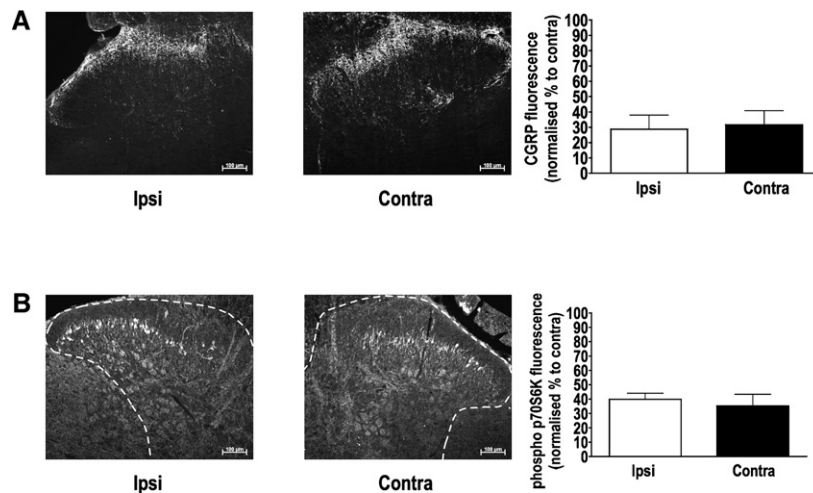 A
100 µm
Ipsi
100 µm
Contra
CGRP fluorescence
(normalised % to contra)
100
90
80
70
60
50
40
30
20
10
0
Ipsi
Contra
B
100 µm
Ipsi
100 µm
Contra
phospho p70S6K fluorescence
(normalised % to contra)
100
90
80
70
60
50
40
30
20
10
0
Ipsi
Contra